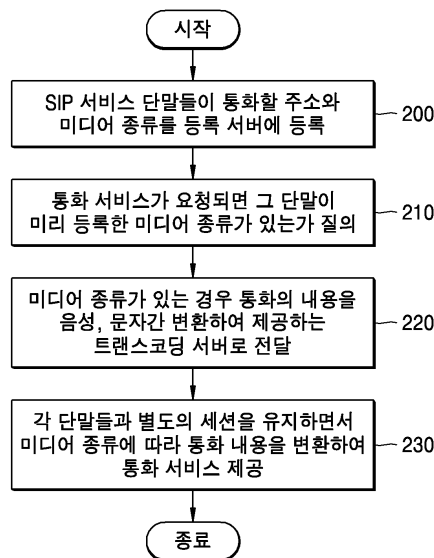 시작
SIP 서비스 단말들이 통화할 주소와
미디어 종류를 등록 서버에 등록
200
통화 서비스가 요청되면 그 단말이
미리 등록한 미디어 종류가 있는가 질의
210
미디어 종류가 있는 경우 통화의 내용을
음성, 문자간 변환하여 제공하는
트랜스코딩 서버로 전달
220
각 단말들과 별도의 세션을 유지하면서
미디어 종류에 따라 통화 내용을 변환하여
통화 서비스 제공
230
종료